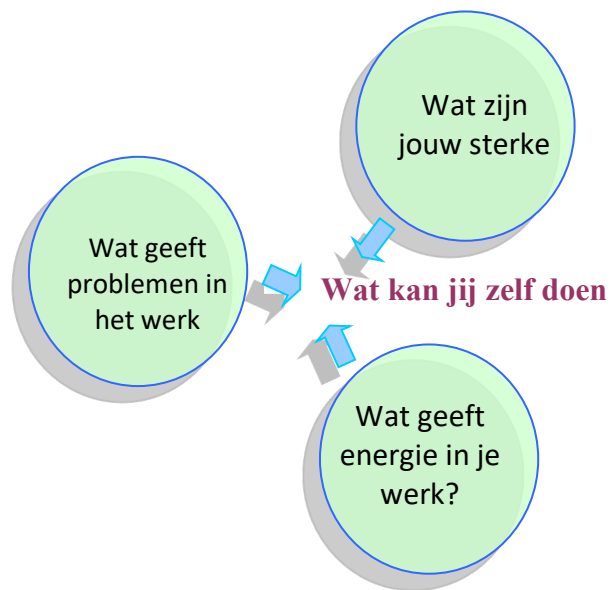 Wat zijn
jouw sterke
Wat geeft
problemen in
het werk
Wat kan jij zelf doen
Wat geeft
energie in je
werk?